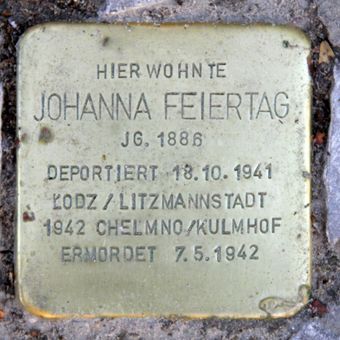 HIER WOHNTE
JOHANNA FEIERTAG
JG. 1886
DEPORTIERT 18.10.1941
ŁODZ / LITZMANNSTADT
1942 CHELMNO/KULMHOF
ERMORDET 7.5.1942